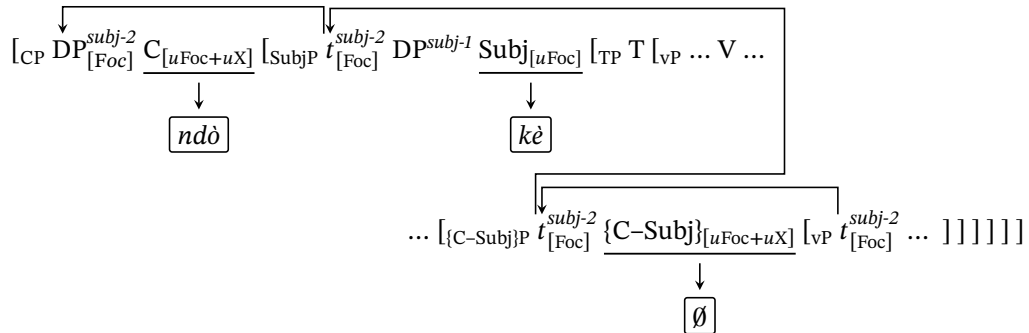 [CP DP^subj-2_[Foc] C_[uFoc+uX] [SubjP t^subj-2_[Foc] DP^subj-1 Subj_[uFoc] [TP T [vP ... V ...
ndò kè
... [{C–Subj}P t^subj-2_[Foc] {C–Subj}_[uFoc+uX] [vP t^subj-2_[Foc] ... ] ] ] ] ] ]
Ø